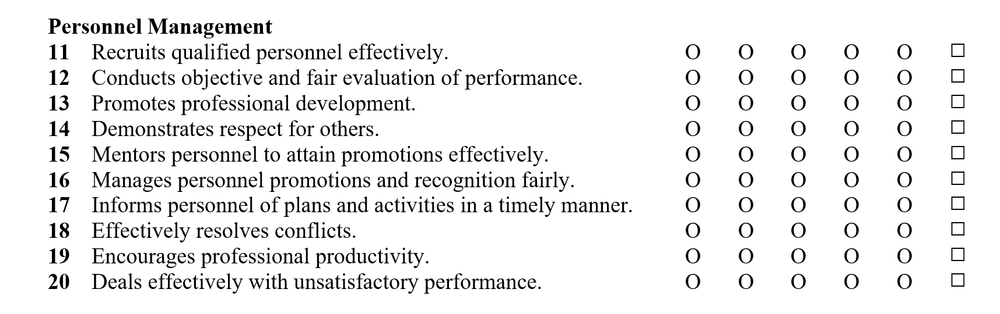 Personnel Management
11 Recruits qualified personnel effectively. O O O O O □
12 Conducts objective and fair evaluation of performance. O O O O O □
13 Promotes professional development. O O O O O □
14 Demonstrates respect for others. O O O O O □
15 Mentors personnel to attain promotions effectively. O O O O O □
16 Manages personnel promotions and recognition fairly. O O O O O □
17 Informs personnel of plans and activities in a timely manner. O O O O O □
18 Effectively resolves conflicts. O O O O O □
19 Encourages professional productivity. O O O O O □
20 Deals effectively with unsatisfactory performance. O O O O O □